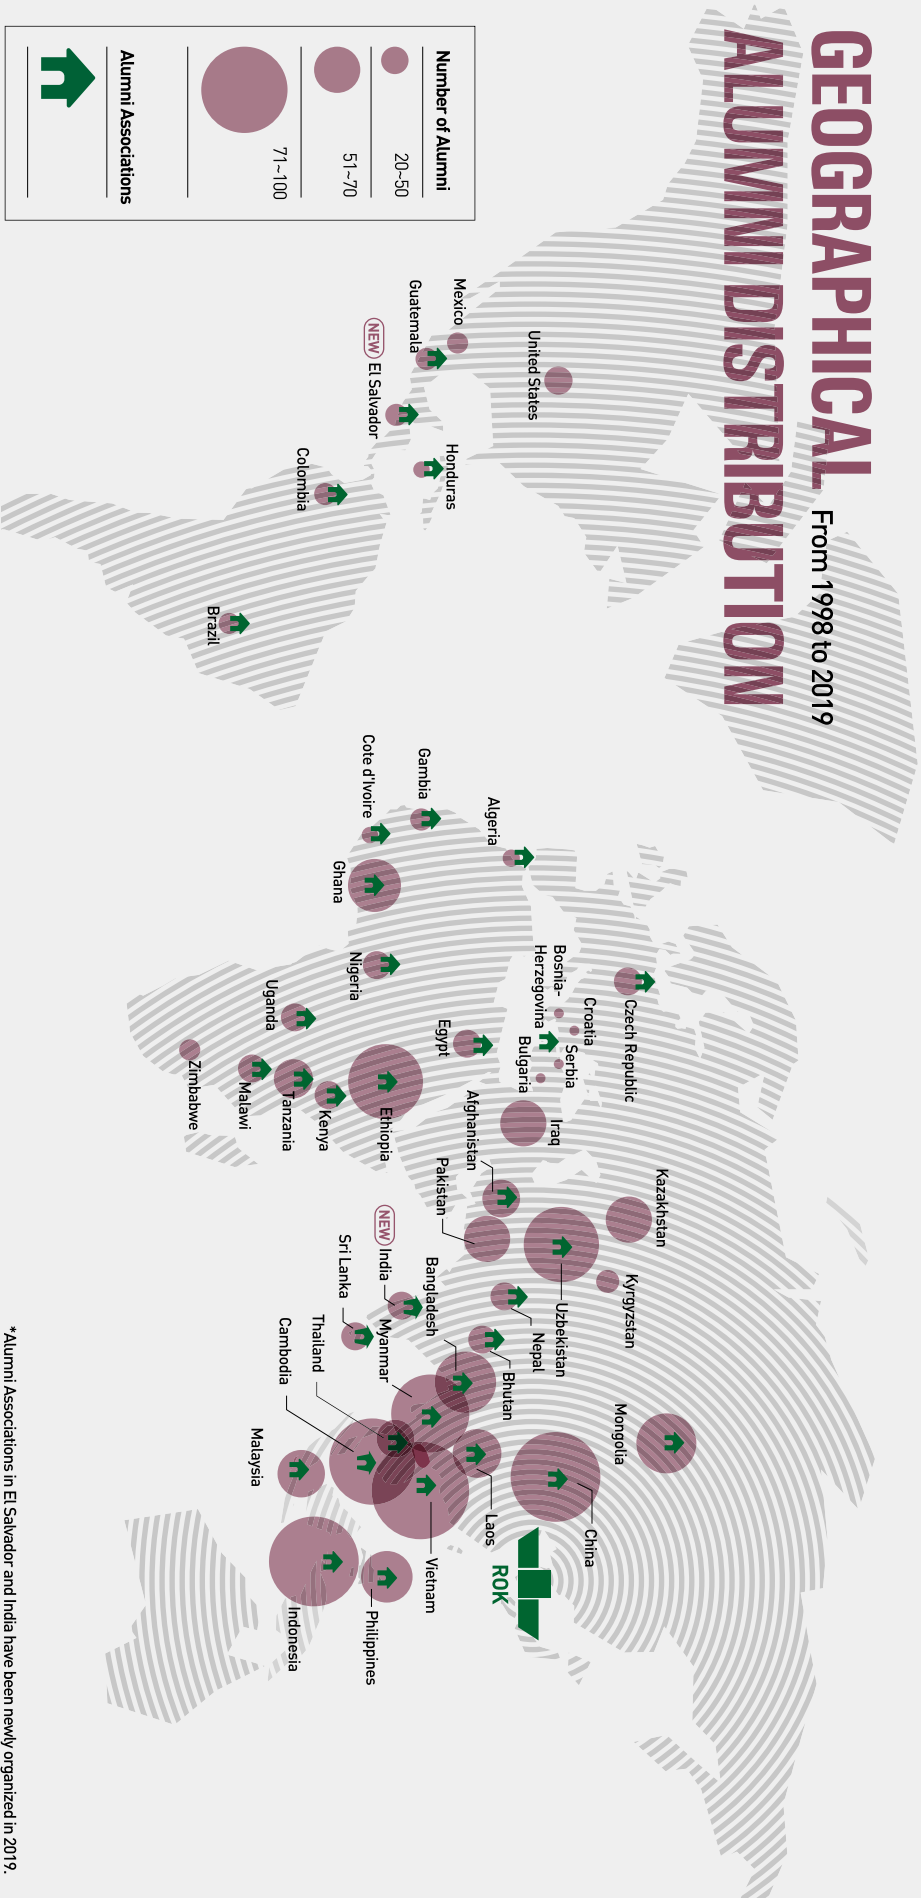 GEOGRAPHICAL
ALUMNI DISTRIBUTION
From 1998 to 2019
Number of Alumni
20~50
51~70
71~100
Alumni Associations
United States
Mexico
Guatemala
NEW El Salvador
Honduras
Colombia
Brazil
Algeria
Gambia
Cote d'Ivoire
Ghana
Nigeria
Uganda
Egypt
Ethiopia
Kenya
Tanzania
Malawi
Zimbabwe
Czech Republic
Croatia
Bosnia-
Herzegovina
Serbia
Bulgaria
Iraq
Afghanistan
Pakistan
Kazakhstan
Kyrgyzstan
Uzbekistan
Nepal
Bhutan
Bangladesh
NEW India
Sri Lanka
Myanmar
Thailand
Cambodia
Malaysia
Mongolia
China
Laos
Vietnam
Philippines
Indonesia
ROK
*Alumni Associations in El Salvador and India have been newly organized in 2019.